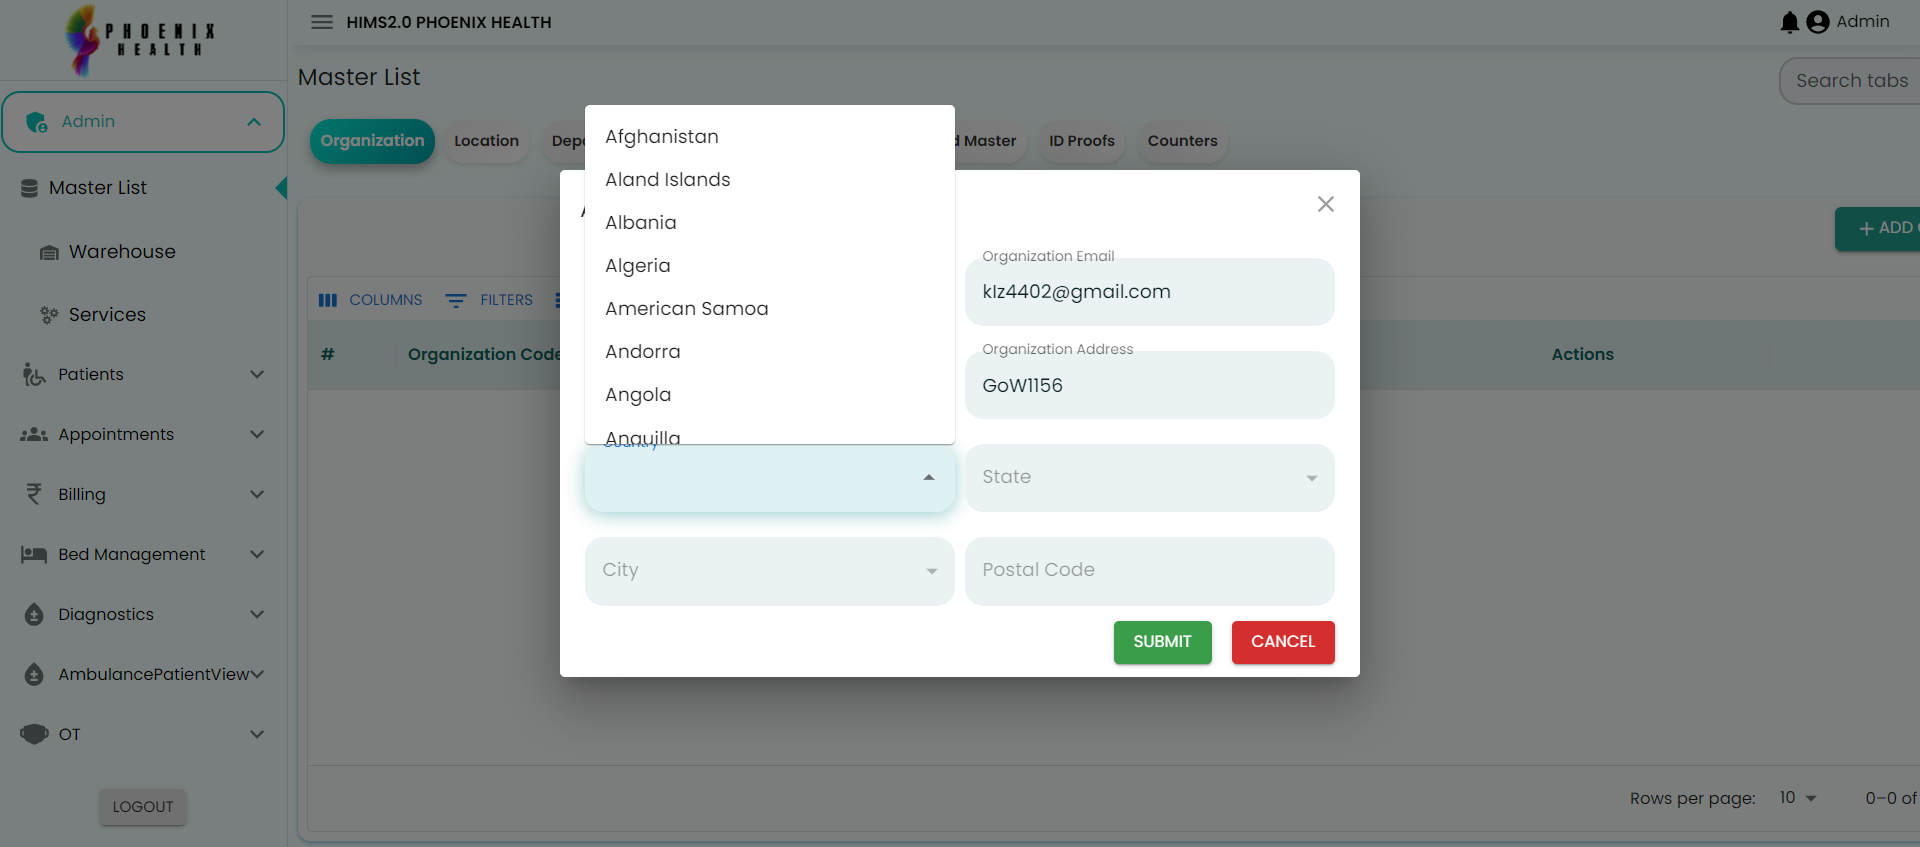 PHOENIX
HEALTH
HIMS2.0 PHOENIX HEALTH
Admin
Master List
Search tabs
Admin
Organization
Location
ID Proofs
Counters
Master
Master List
Warehouse
Services
Patients
Appointments
Billing
Bed Management
Diagnostics
AmbulancePatientView
OT
LOGOUT
+ ADD
COLUMNS
FILTERS
#
Organization Code
Actions
Afghanistan
Aland Islands
Albania
Algeria
American Samoa
Andorra
Angola
Anguilla
Organization Email
klz4402@gmail.com
Organization Address
GoW1156
Country
State
City
Postal Code
SUBMIT
CANCEL
Rows per page: 10
0–0 of